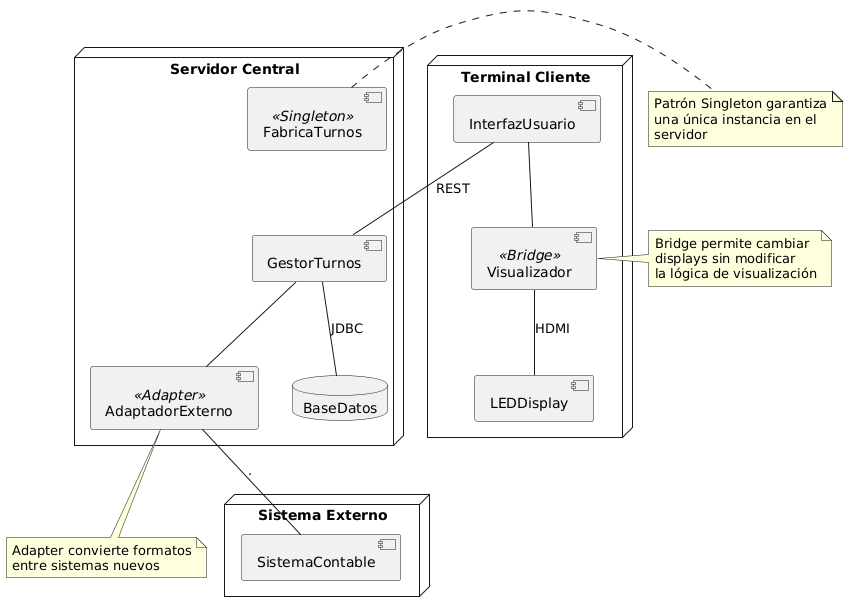 Servidor Central
«Singleton»
FabricaTurnos
Terminal Cliente
InterfazUsuario
Patrón Singleton garantiza
una única instancia en el
servidor
REST
GestorTurnos
«Bridge»
Visualizador
Bridge permite cambiar
displays sin modificar
la lógica de visualización
JDBC
HDMI
«Adapter»
AdaptadorExterno
BaseDatos
LEDDisplay
.
Sistema Externo
SistemaContable
Adapter convierte formatos
entre sistemas nuevos